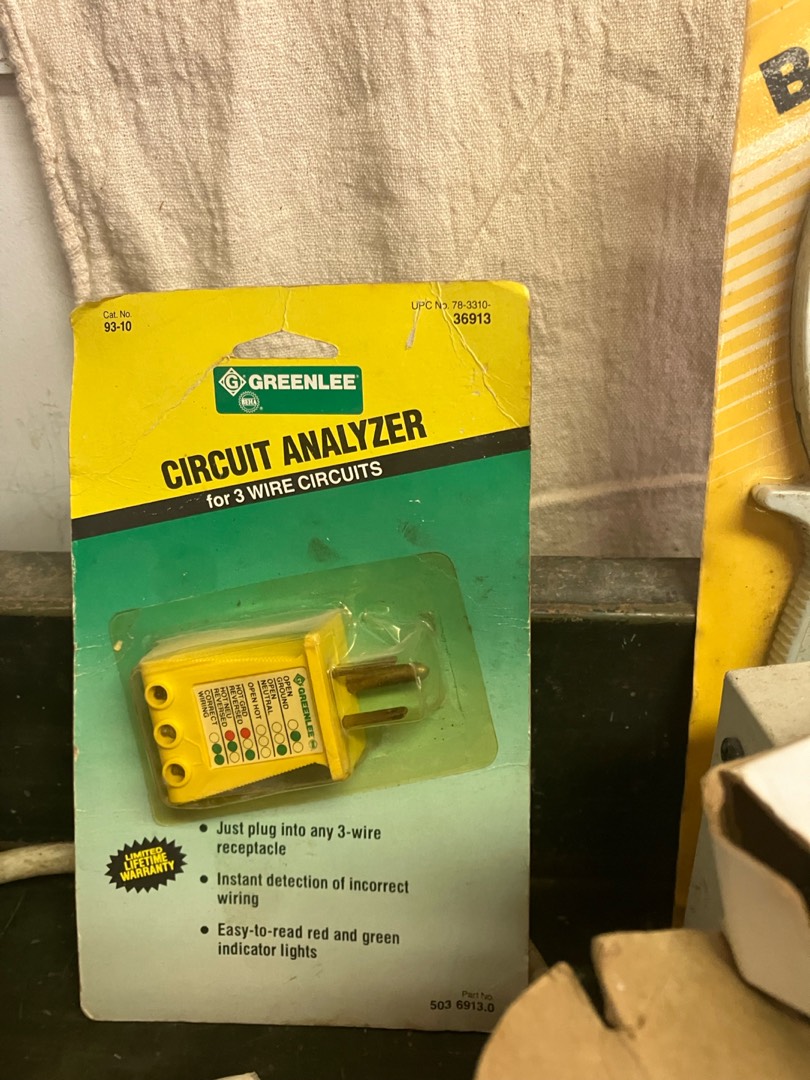 B
Cat. No.
93-10
UPC No. 78-3310-
36913
G GREENLEE®
BEHA ®
CIRCUIT ANALYZER
for 3 WIRE CIRCUITS
GREENLEE
OPEN
GROUND
OPEN
NEUTRAL
OPEN HOT
HOT GRD
REVERSED
HOT NEU
REVERSED
CORRECT
WIRING
• Just plug into any 3-wire
receptacle
LIMITED
LIFETIME
WARRANTY
• Instant detection of incorrect
wiring
• Easy-to-read red and green
indicator lights
Part No.
503 6913.0